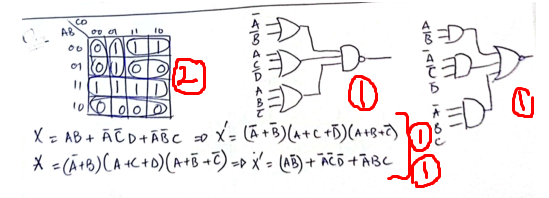 CD
AB 00 01 11 10
00 0 1 1 1
01 0 1 0 0
11 1 1 1 1
10 0 0 0 0
2
A̅
B̅
A
C
D̅
A
B
C̅
1
A̅
B
A̅
C̅
D̅
A̅
B
C
1
X = AB + A̅C̅D + A̅B̅C ⇒ X' = (A̅+B̅)(A+C+D̅)(A+B+C̅) 1
X = (A̅+B)(A+C+D)(A+B̅+C̅) ⇒ X' = (AB̅) + A̅C̅D̅ + A̅BC 1